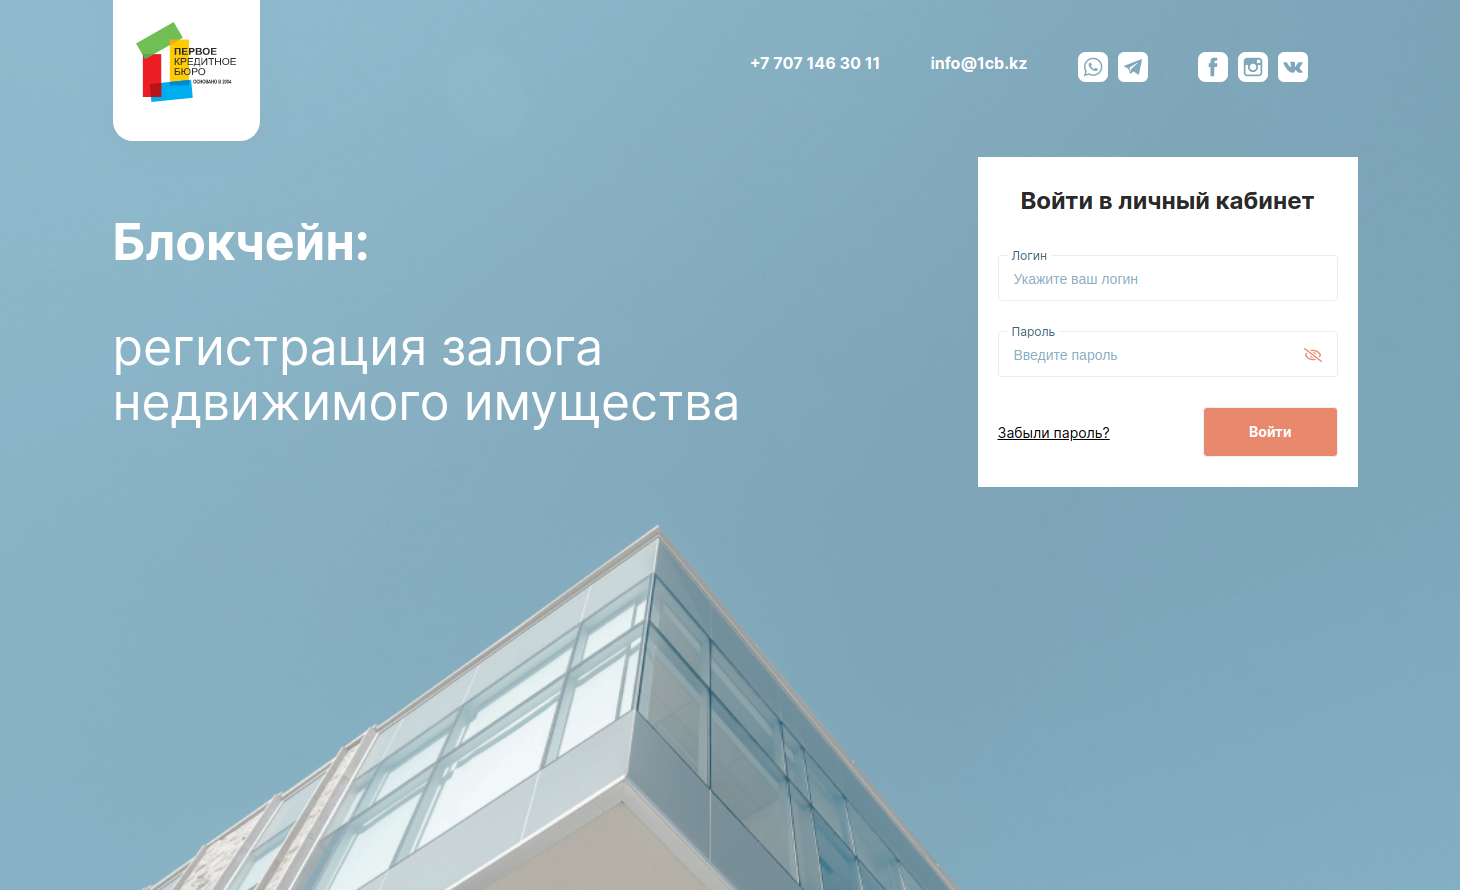 ПЕРВОЕ
КРЕДИТНОЕ
БЮРО
ОСНОВАНО В 2004
+7 707 146 30 11
info@1cb.kz
Блокчейн:
регистрация залога
недвижимого имущества
Войти в личный кабинет
Логин
Укажите ваш логин
Пароль
Введите пароль
Забыли пароль?
Войти